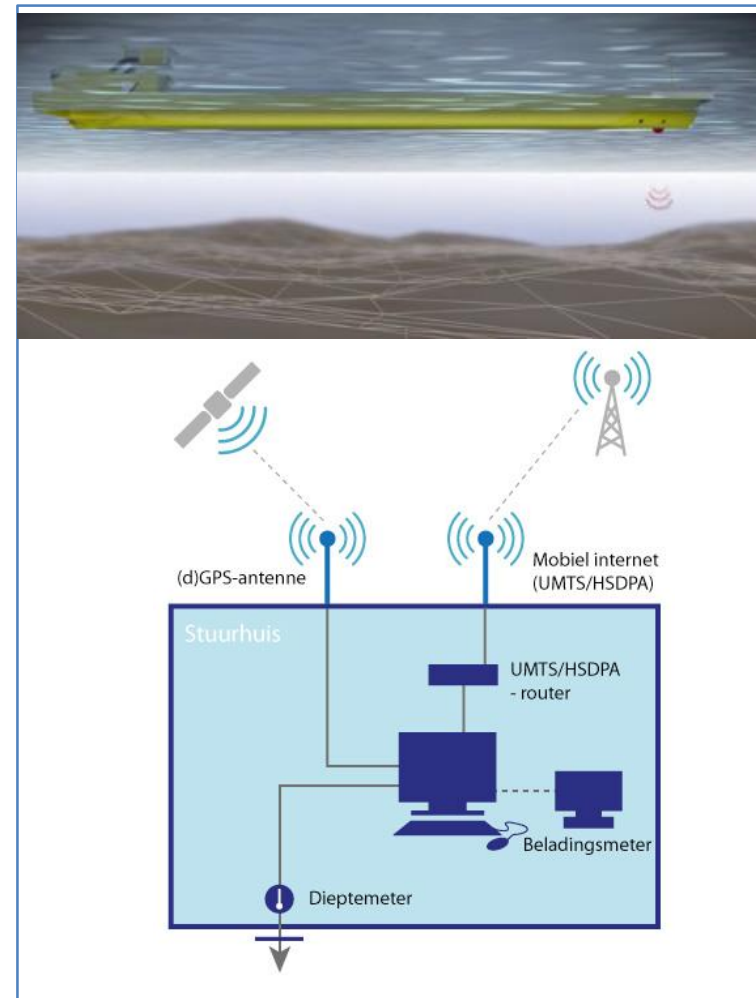 (d)GPS-antenne
Mobiel internet
(UMTS/HSDPA)
Stuurhuis
UMTS/HSDPA
- router
Beladingsmeter
Dieptemeter